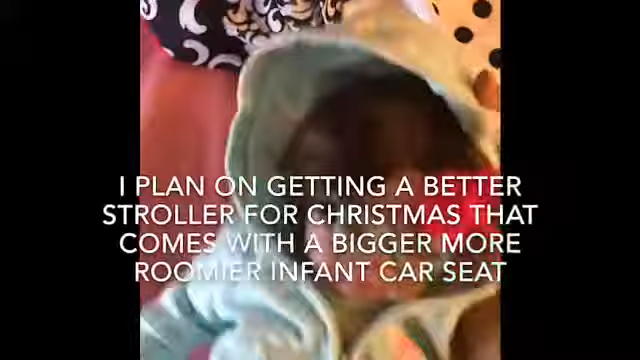 I PLAN ON GETTING A BETTER
STROLLER FOR CHRISTMAS THAT
COMES WITH A BIGGER MORE
ROOMIER INFANT CAR SEAT